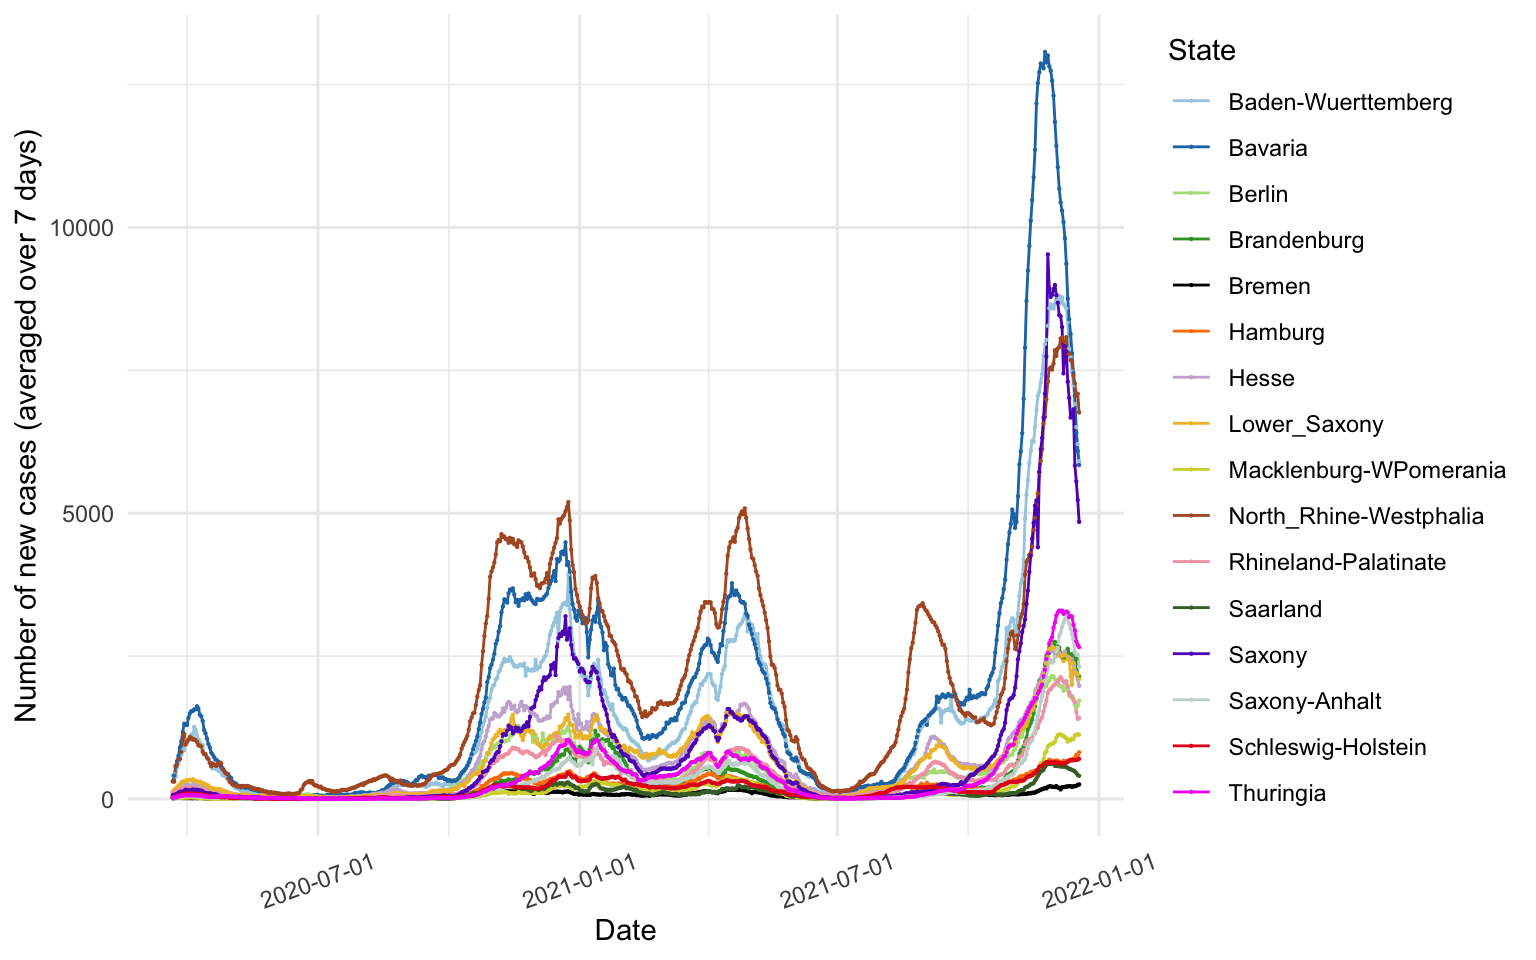 Number of new cases (averaged over 7 days)
10000
5000
0
2020-07-01
2021-01-01
2021-07-01
2022-01-01
Date
State
Baden-Wuerttemberg
Bavaria
Berlin
Brandenburg
Bremen
Hamburg
Hesse
Lower_Saxony
Macklenburg-WPomerania
North_Rhine-Westphalia
Rhineland-Palatinate
Saarland
Saxony
Saxony-Anhalt
Schleswig-Holstein
Thuringia